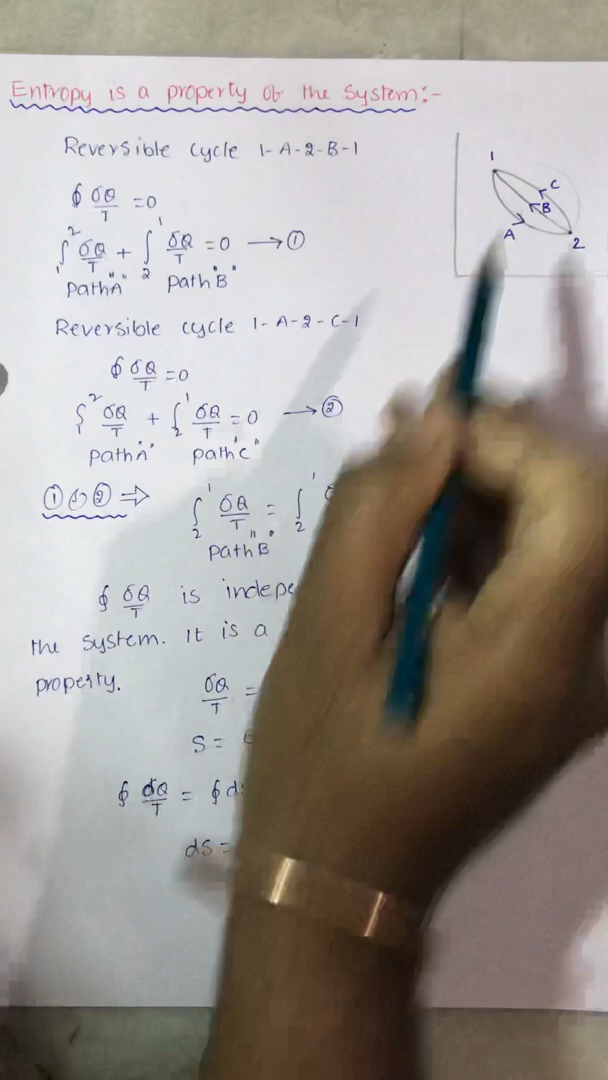 Entropy is a property of the system:-
Reversible cycle 1-A-2-B-1
∮ δQ/T = 0
∫₁² δQ/T + ∫₂¹ δQ/T = 0 → ①
path "A" path "B"
Reversible cycle 1-A-2-C-1
∮ δQ/T = 0
∫₁² δQ/T + ∫₂¹ δQ/T = 0 → ②
path "A" path "C"
① & ② ⇒ ∫₂¹ δQ/T = ∫₂¹
path "B"
∮ δQ/T is
the system. It is a
property.
δQ/T =
S =
∮ dQ/T = ∮
ds =
1
C
B
A
2